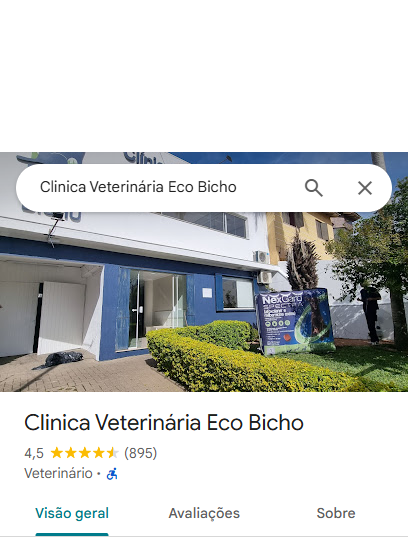 Clinica Veterinária Eco Bicho
NexGard
SPECTRA
Clinica Veterinária Eco Bicho
4,5 (895)
Veterinário ·
Visão geral
Avaliações
Sobre